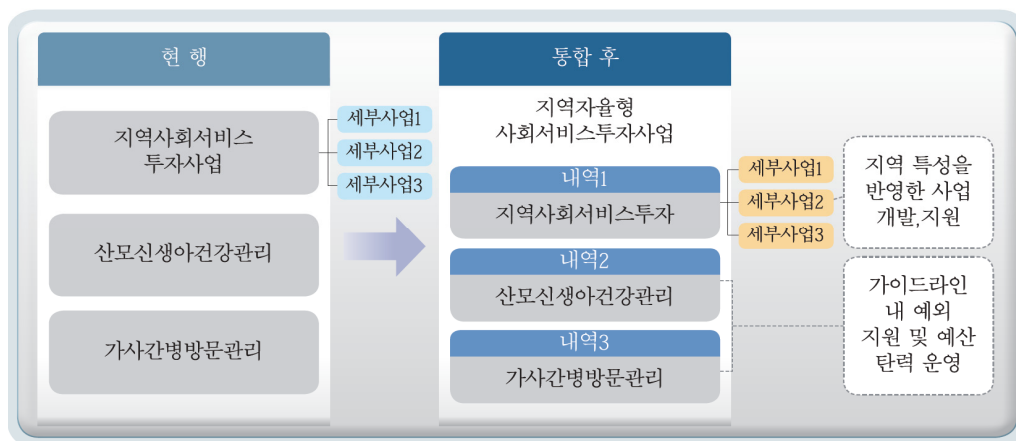 현 행
지역사회서비스
투자사업
세부사업1
세부사업2
세부사업3
산모신생아건강관리
가사간병방문관리
통합 후
지역자율형
사회서비스투자사업
내역1
지역사회서비스투자
세부사업1
세부사업2
세부사업3
지역 특성을
반영한 사업
개발,지원
내역2
산모신생아건강관리
내역3
가사간병방문관리
가이드라인
내 예외
지원 및 예산
탄력 운영